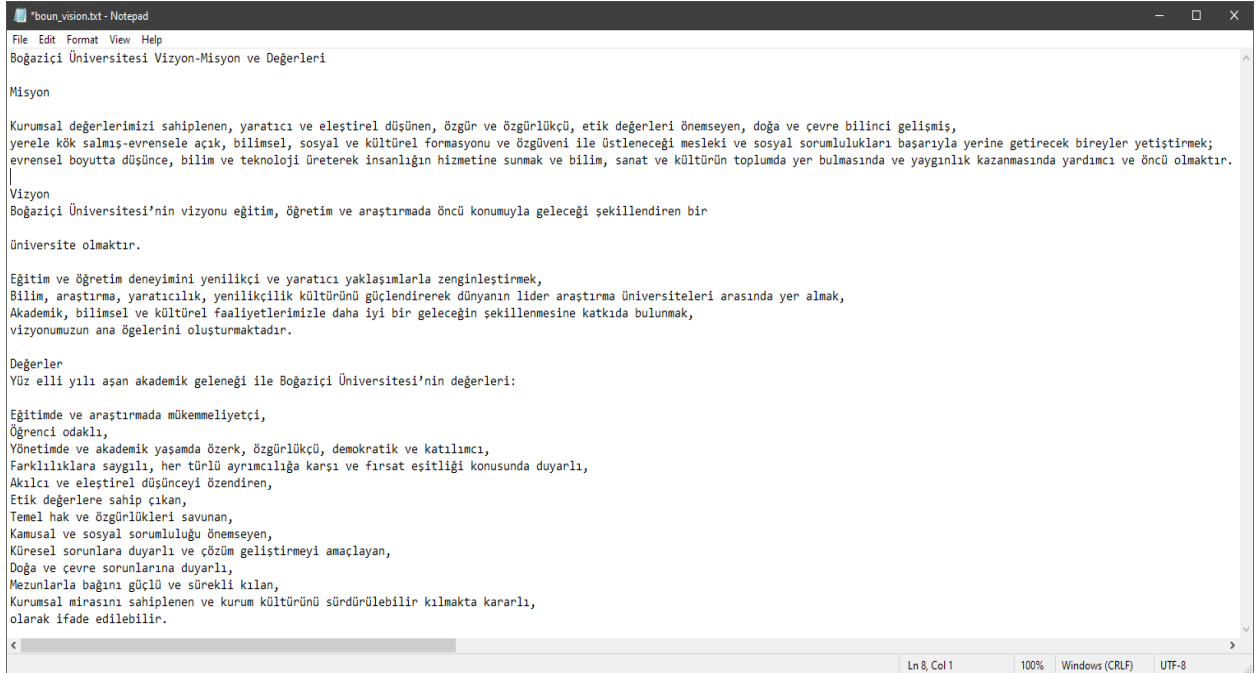 *boun_vision.txt - Notepad
File Edit Format View Help
Boğaziçi Üniversitesi Vizyon-Misyon ve Değerleri
Misyon
Kurumsal değerlerimizi sahiplenen, yaratıcı ve eleştirel düşünen, özgür ve özgürlükçü, etik değerleri önemseyen, doğa ve çevre bilinci gelişmiş,
yerele kök salmış-evrensele açık, bilimsel, sosyal ve kültürel formasyonu ve özgüveni ile üstleneceği mesleki ve sosyal sorumlulukları başarıyla yerine getirecek bireyler yetiştirmek;
evrensel boyutta düşünce, bilim ve teknoloji üreterek insanlığın hizmetine sunmak ve bilim, sanat ve kültürün toplumda yer bulmasında ve yaygınlık kazanmasında yardımcı ve öncü olmaktır.
Vizyon
Boğaziçi Üniversitesi’nin vizyonu eğitim, öğretim ve araştırmada öncü konumuyla geleceği şekillendiren bir
üniversite olmaktır.
Eğitim ve öğretim deneyimini yenilikçi ve yaratıcı yaklaşımlarla zenginleştirmek,
Bilim, araştırma, yaratıcılık, yenilikçilik kültürünü güçlendirerek dünyanın lider araştırma üniversiteleri arasında yer almak,
Akademik, bilimsel ve kültürel faaliyetlerimizle daha iyi bir geleceğin şekillenmesine katkıda bulunmak,
vizyonumuzun ana ögelerini oluşturmaktadır.
Değerler
Yüz elli yılı aşan akademik geleneği ile Boğaziçi Üniversitesi’nin değerleri:
Eğitimde ve araştırmada mükemmeliyetçi,
Öğrenci odaklı,
Yönetimde ve akademik yaşamda özerk, özgürlükçü, demokratik ve katılımcı,
Farklılıklara saygılı, her türlü ayrımcılığa karşı ve fırsat eşitliği konusunda duyarlı,
Akılcı ve eleştirel düşünceyi özendiren,
Etik değerlere sahip çıkan,
Temel hak ve özgürlükleri savunan,
Kamusal ve sosyal sorumluluğu önemseyen,
Küresel sorunlara duyarlı ve çözüm geliştirmeyi amaçlayan,
Doğa ve çevre sorunlarına duyarlı,
Mezunlarla bağını güçlü ve sürekli kılan,
Kurumsal mirasını sahiplenen ve kurum kültürünü sürdürülebilir kılmakta kararlı,
olarak ifade edilebilir.
Ln 8, Col 1 100% Windows (CRLF) UTF-8